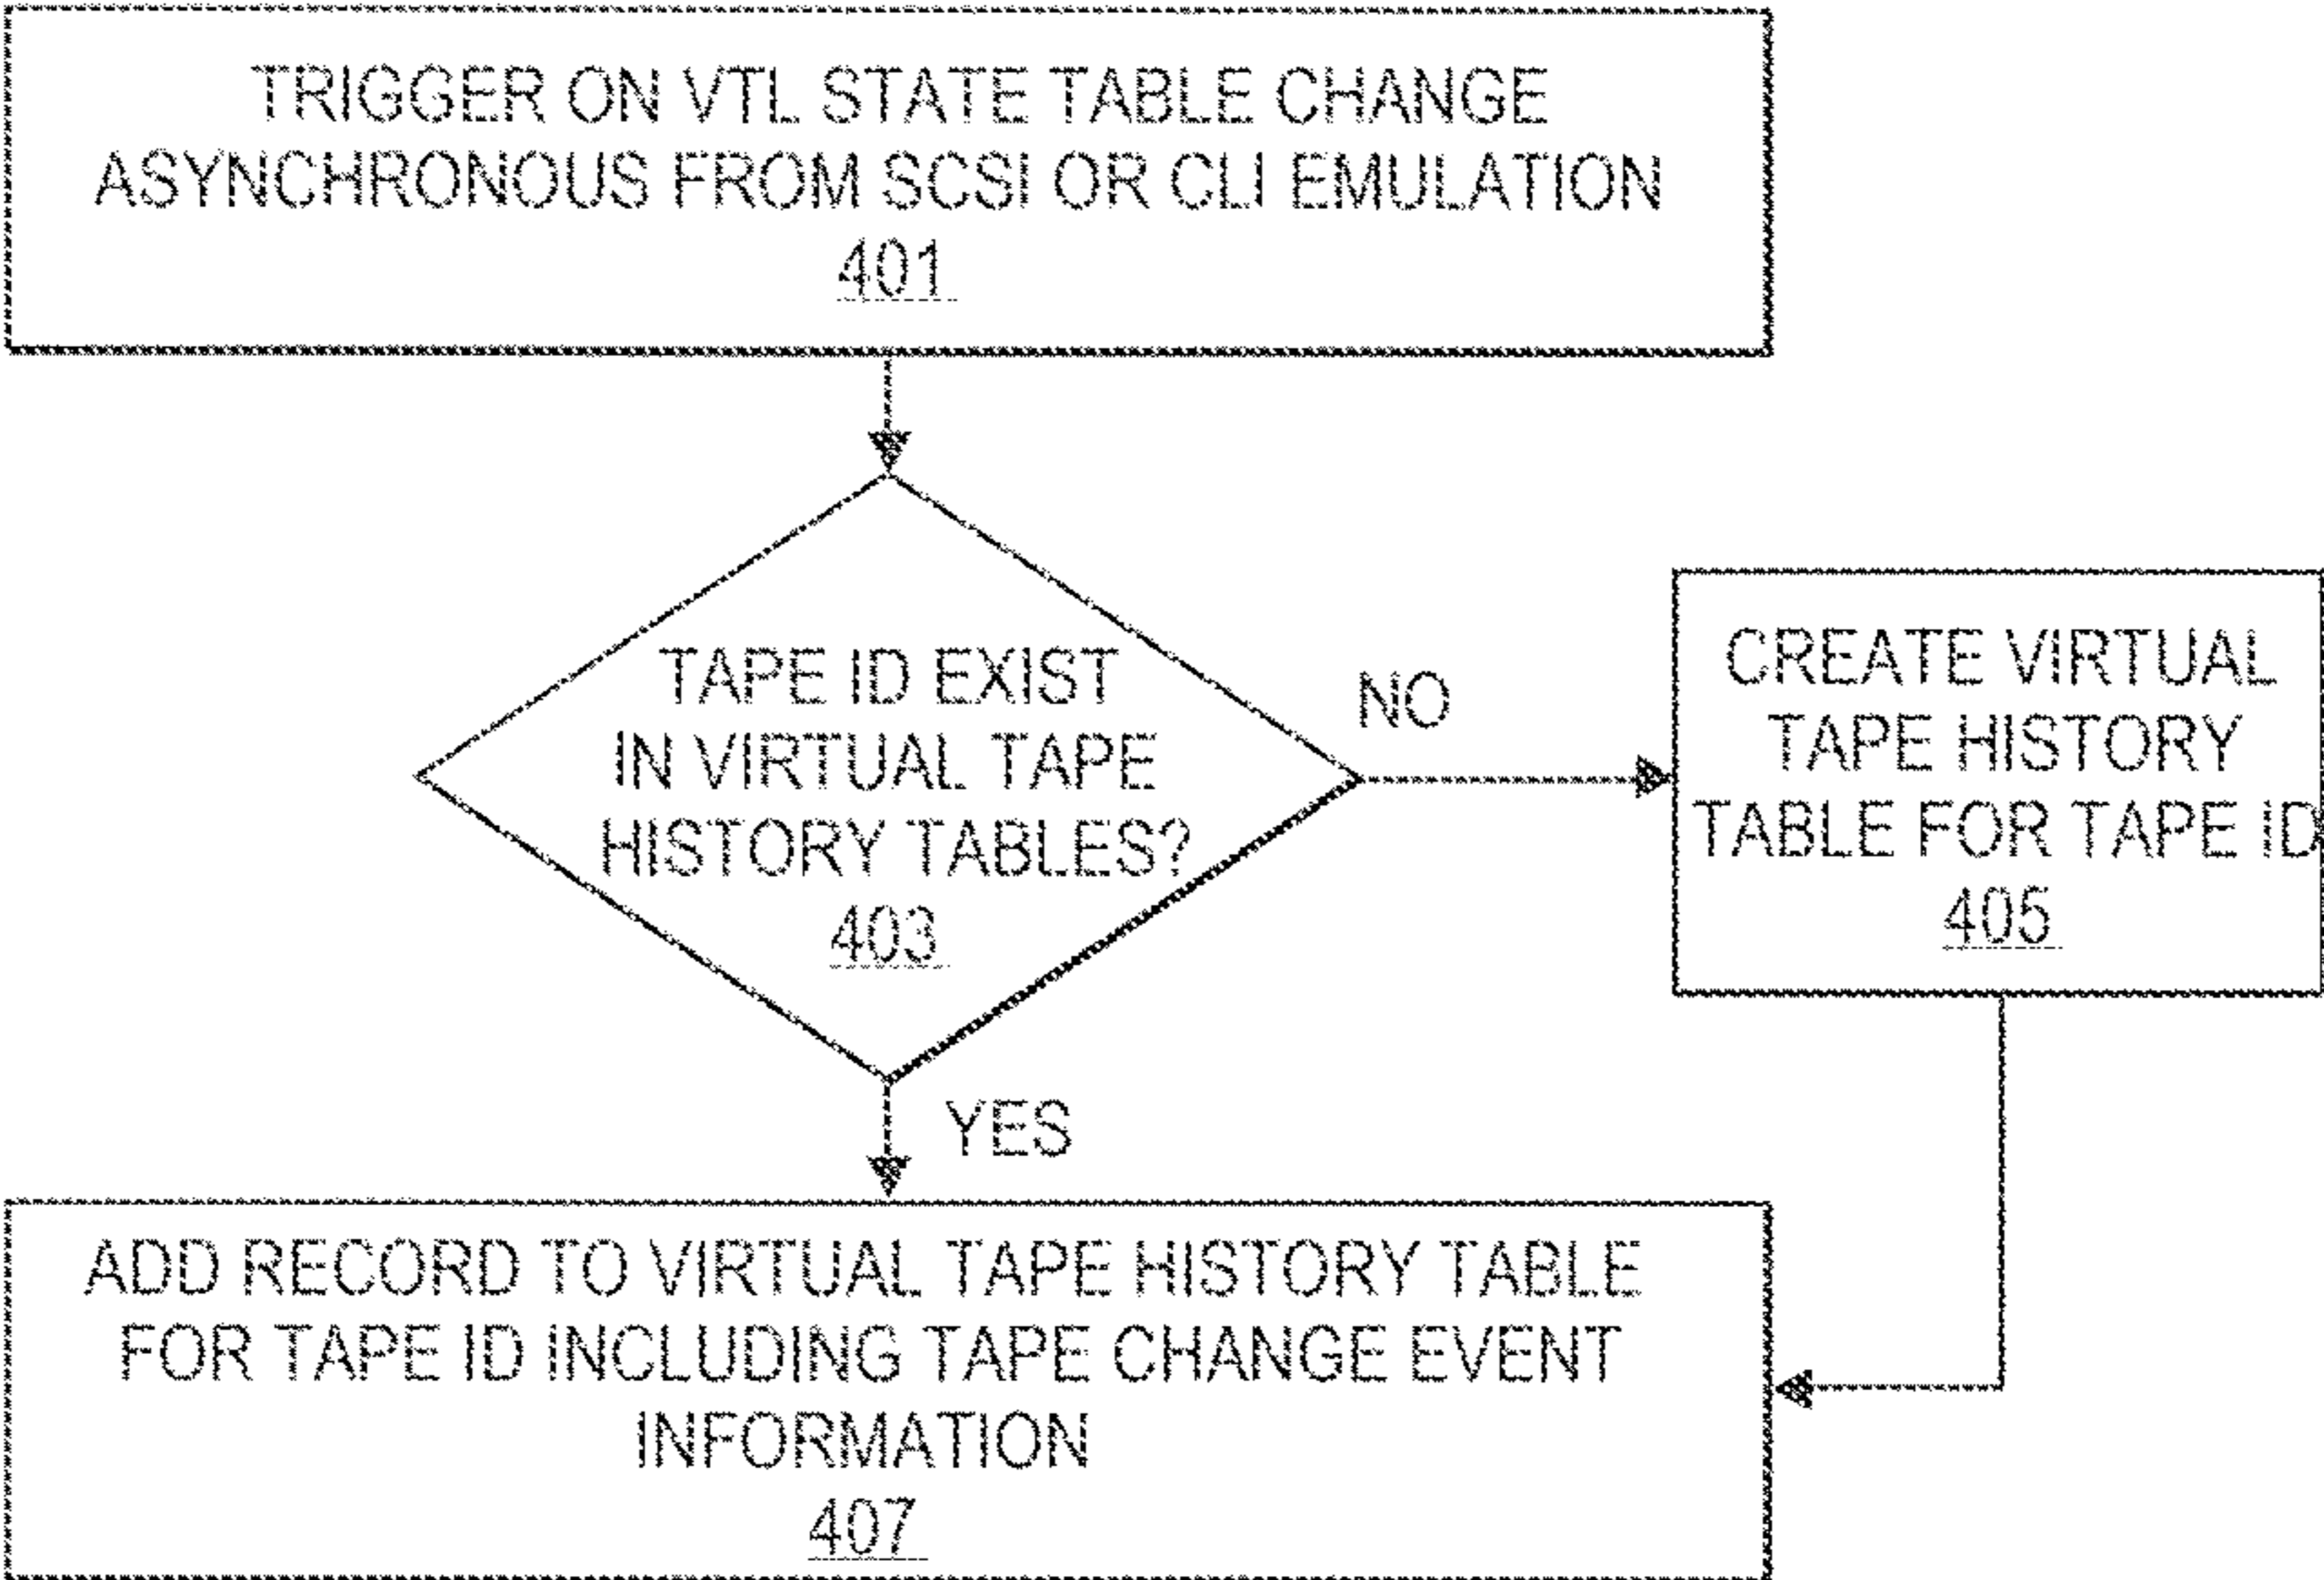 TRIGGER ON VTL STATE TABLE CHANGE
ASYNCHRONOUS FROM SCSI OR CLI EMULATION
401
TAPE ID EXIST
IN VIRTUAL TAPE
HISTORY TABLES?
403
NO
CREATE VIRTUAL
TAPE HISTORY
TABLE FOR TAPE ID
405
YES
ADD RECORD TO VIRTUAL TAPE HISTORY TABLE
FOR TAPE ID INCLUDING TAPE CHANGE EVENT
INFORMATION
407